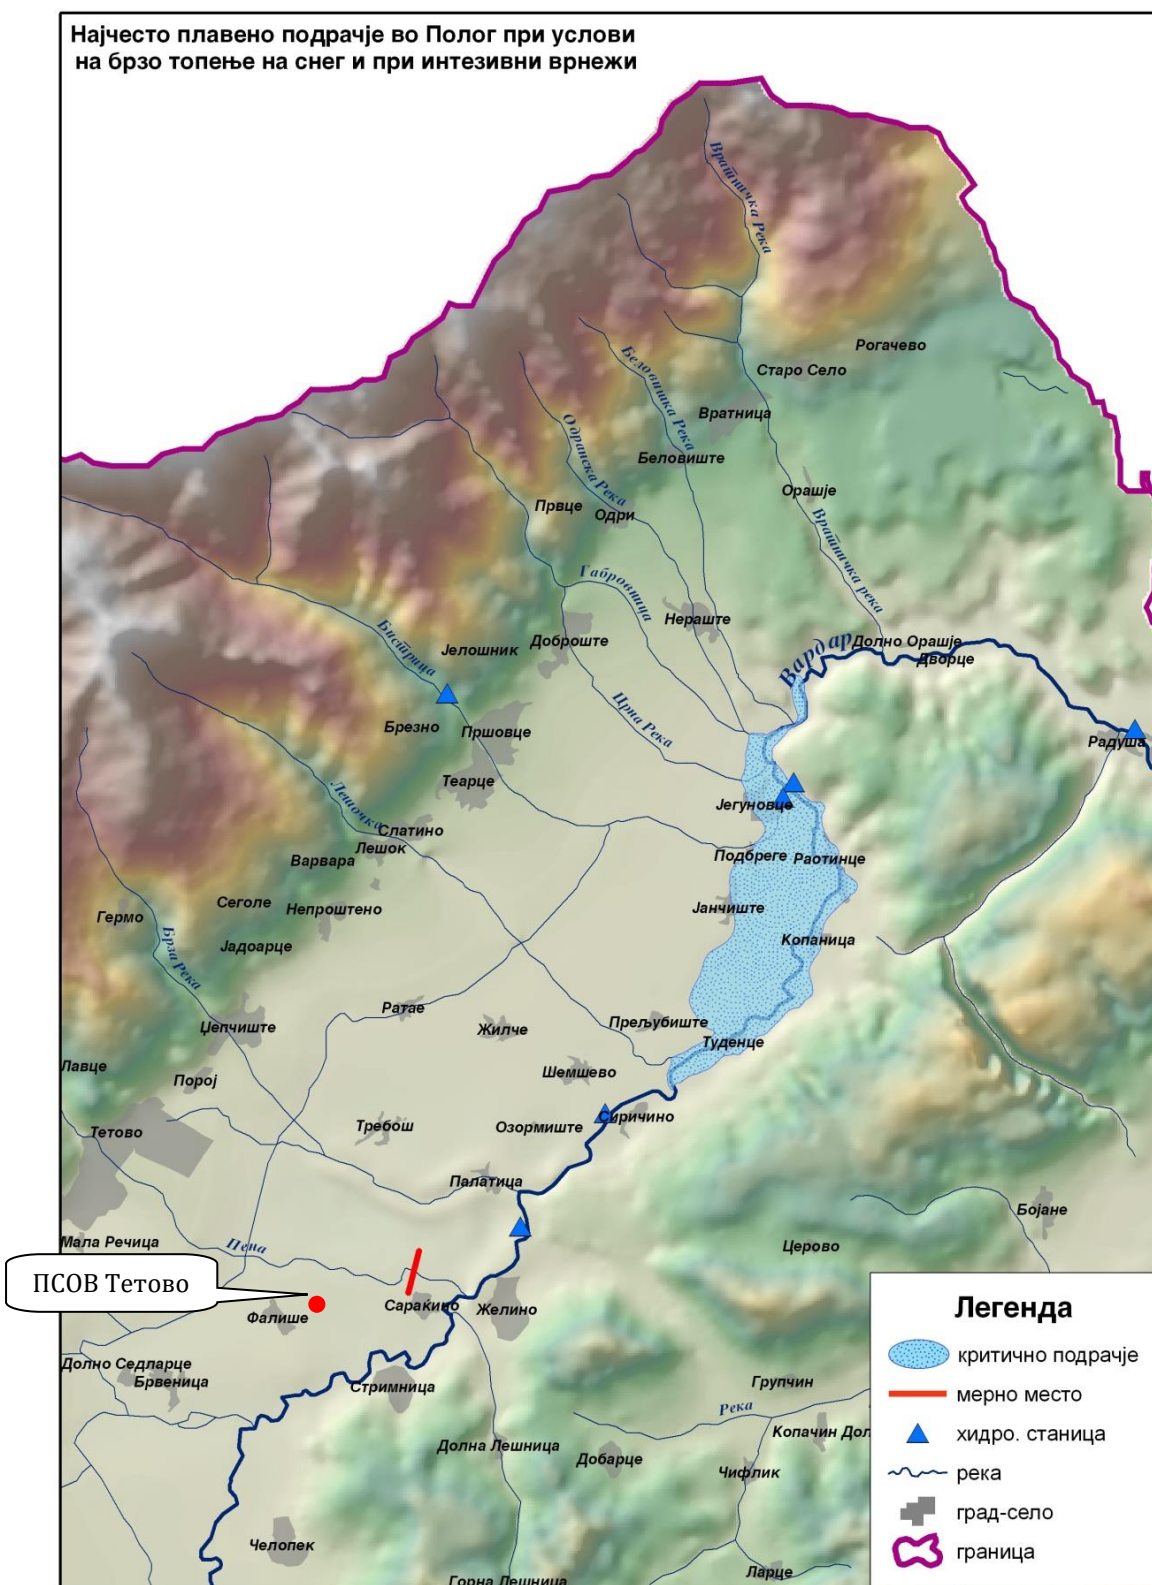 Најчесто плавено подрачје во Полог при услови
на брзо топење на снег и при интезивни врнежи
Вратничка Река
Рогачево
Старо Село
Беловишка Река
Вратница
Одранска Река
Беловиште
Орашје
Првце
Одри
Вратничка река
Габровница
Нераште
Вардар
Доброште
Долно Орашје
Дворце
Бистрица
Јелошник
Црна Река
Брезно
Пршовце
Радуша
Теарце
Јегуновце
Лешочка
Слатино
Лешок
Варвара
Подбреге
Раотинце
Сеголе
Непроштено
Јанчиште
Гермо
Јадоарце
Брза Река
Копаница
Ратае
Џепчиште
Жилче
Прељубиште
Туденце
Лавце
Порој
Шемшево
Тетово
Требош
Озормиште
Сиричино
Палатица
Бојане
Мала Речица
Пена
Церово
ПСОВ Тетово
Фалише
Сараќино
Желино
Долно Седларце
Брвеница
Стримница
Групчин
Река
Копачин Дол
Долна Лешница
Добарце
Чифлик
Челопек
Горна Лешница
Ларце
Легенда
критично подрачје
мерно место
хидро. станица
река
град-село
граница